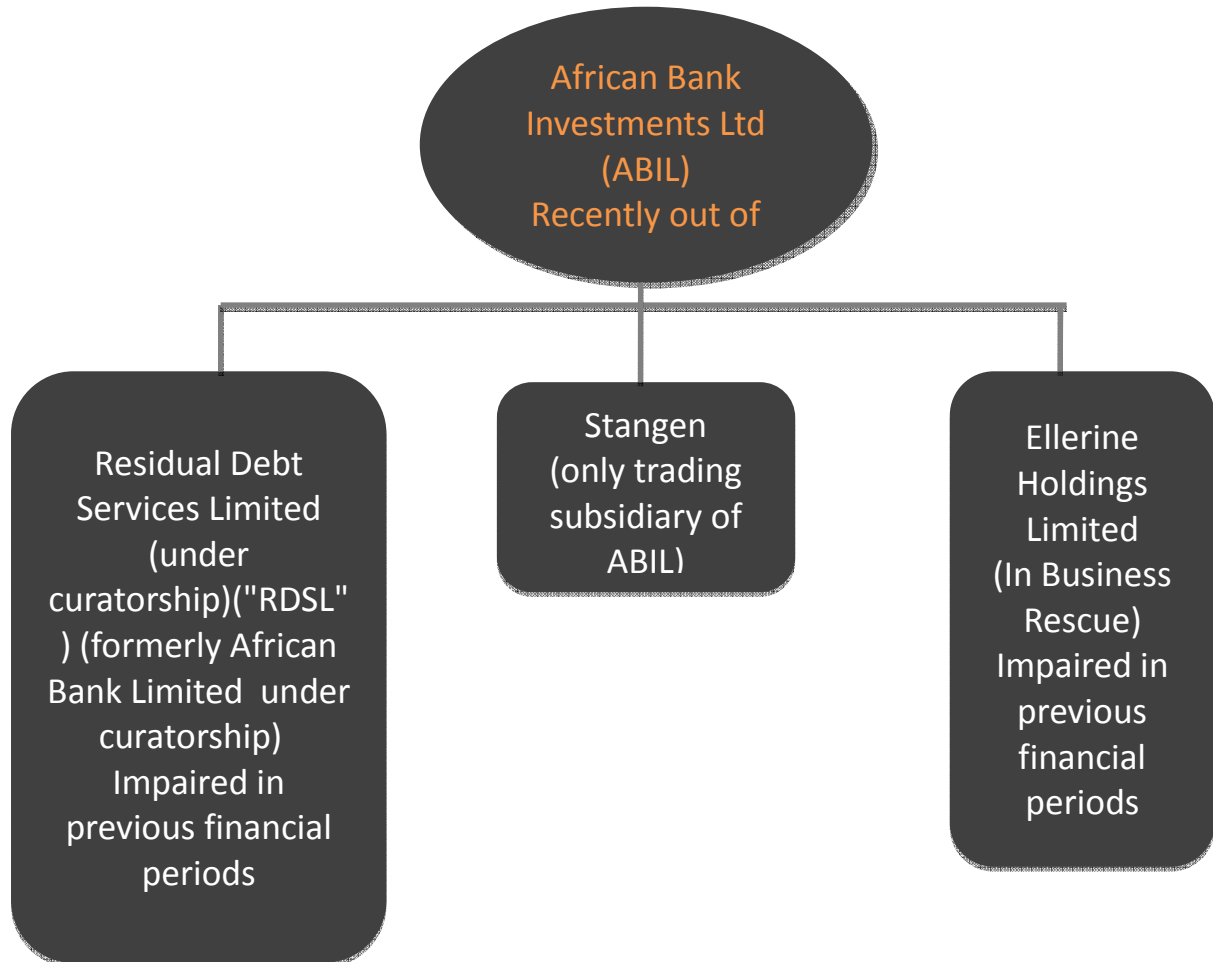 African Bank
Investments Ltd
(ABIL)
Recently out of
Residual Debt
Services Limited
(under
curatorship)("RDSL"
) (formerly African
Bank Limited under
curatorship)
Impaired in
previous financial
periods
Stangen
(only trading
subsidiary of
ABIL)
Ellerine
Holdings
Limited
(In Business
Rescue)
Impaired in
previous
financial
periods